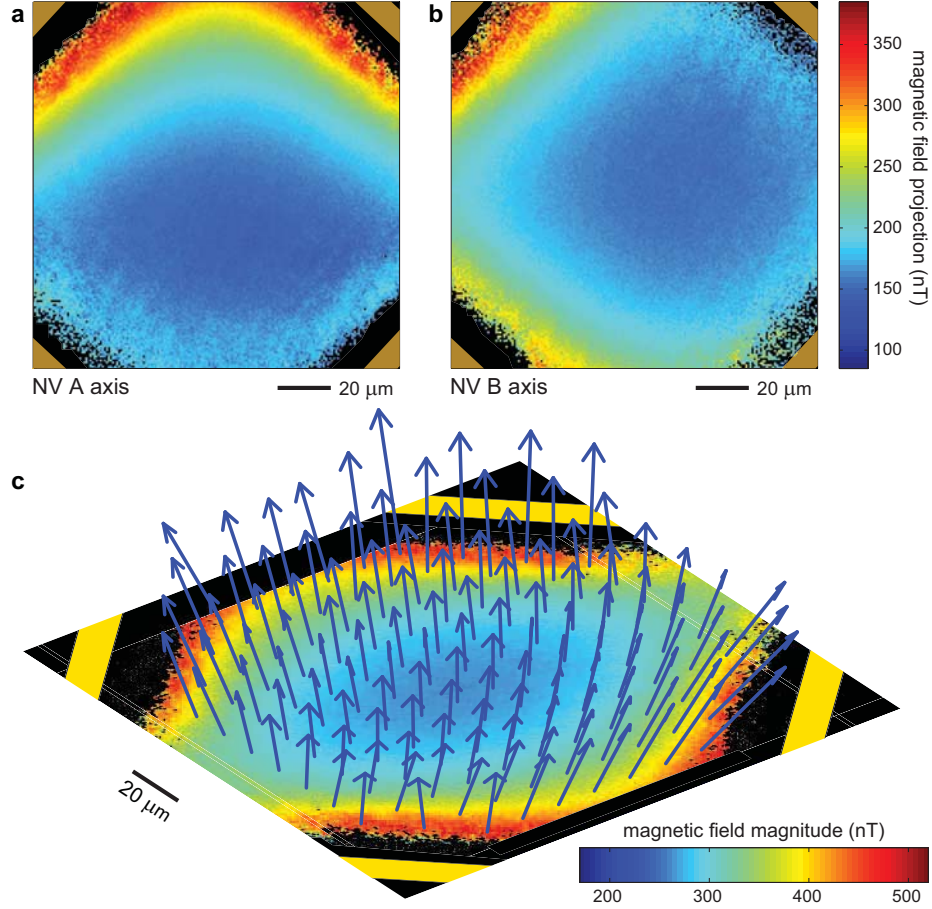 a
b
NV A axis
20 μm
NV B axis
20 μm
350
300
250
200
150
100
magnetic field projection (nT)
c
20 μm
magnetic field magnitude (nT)
200
300
400
500